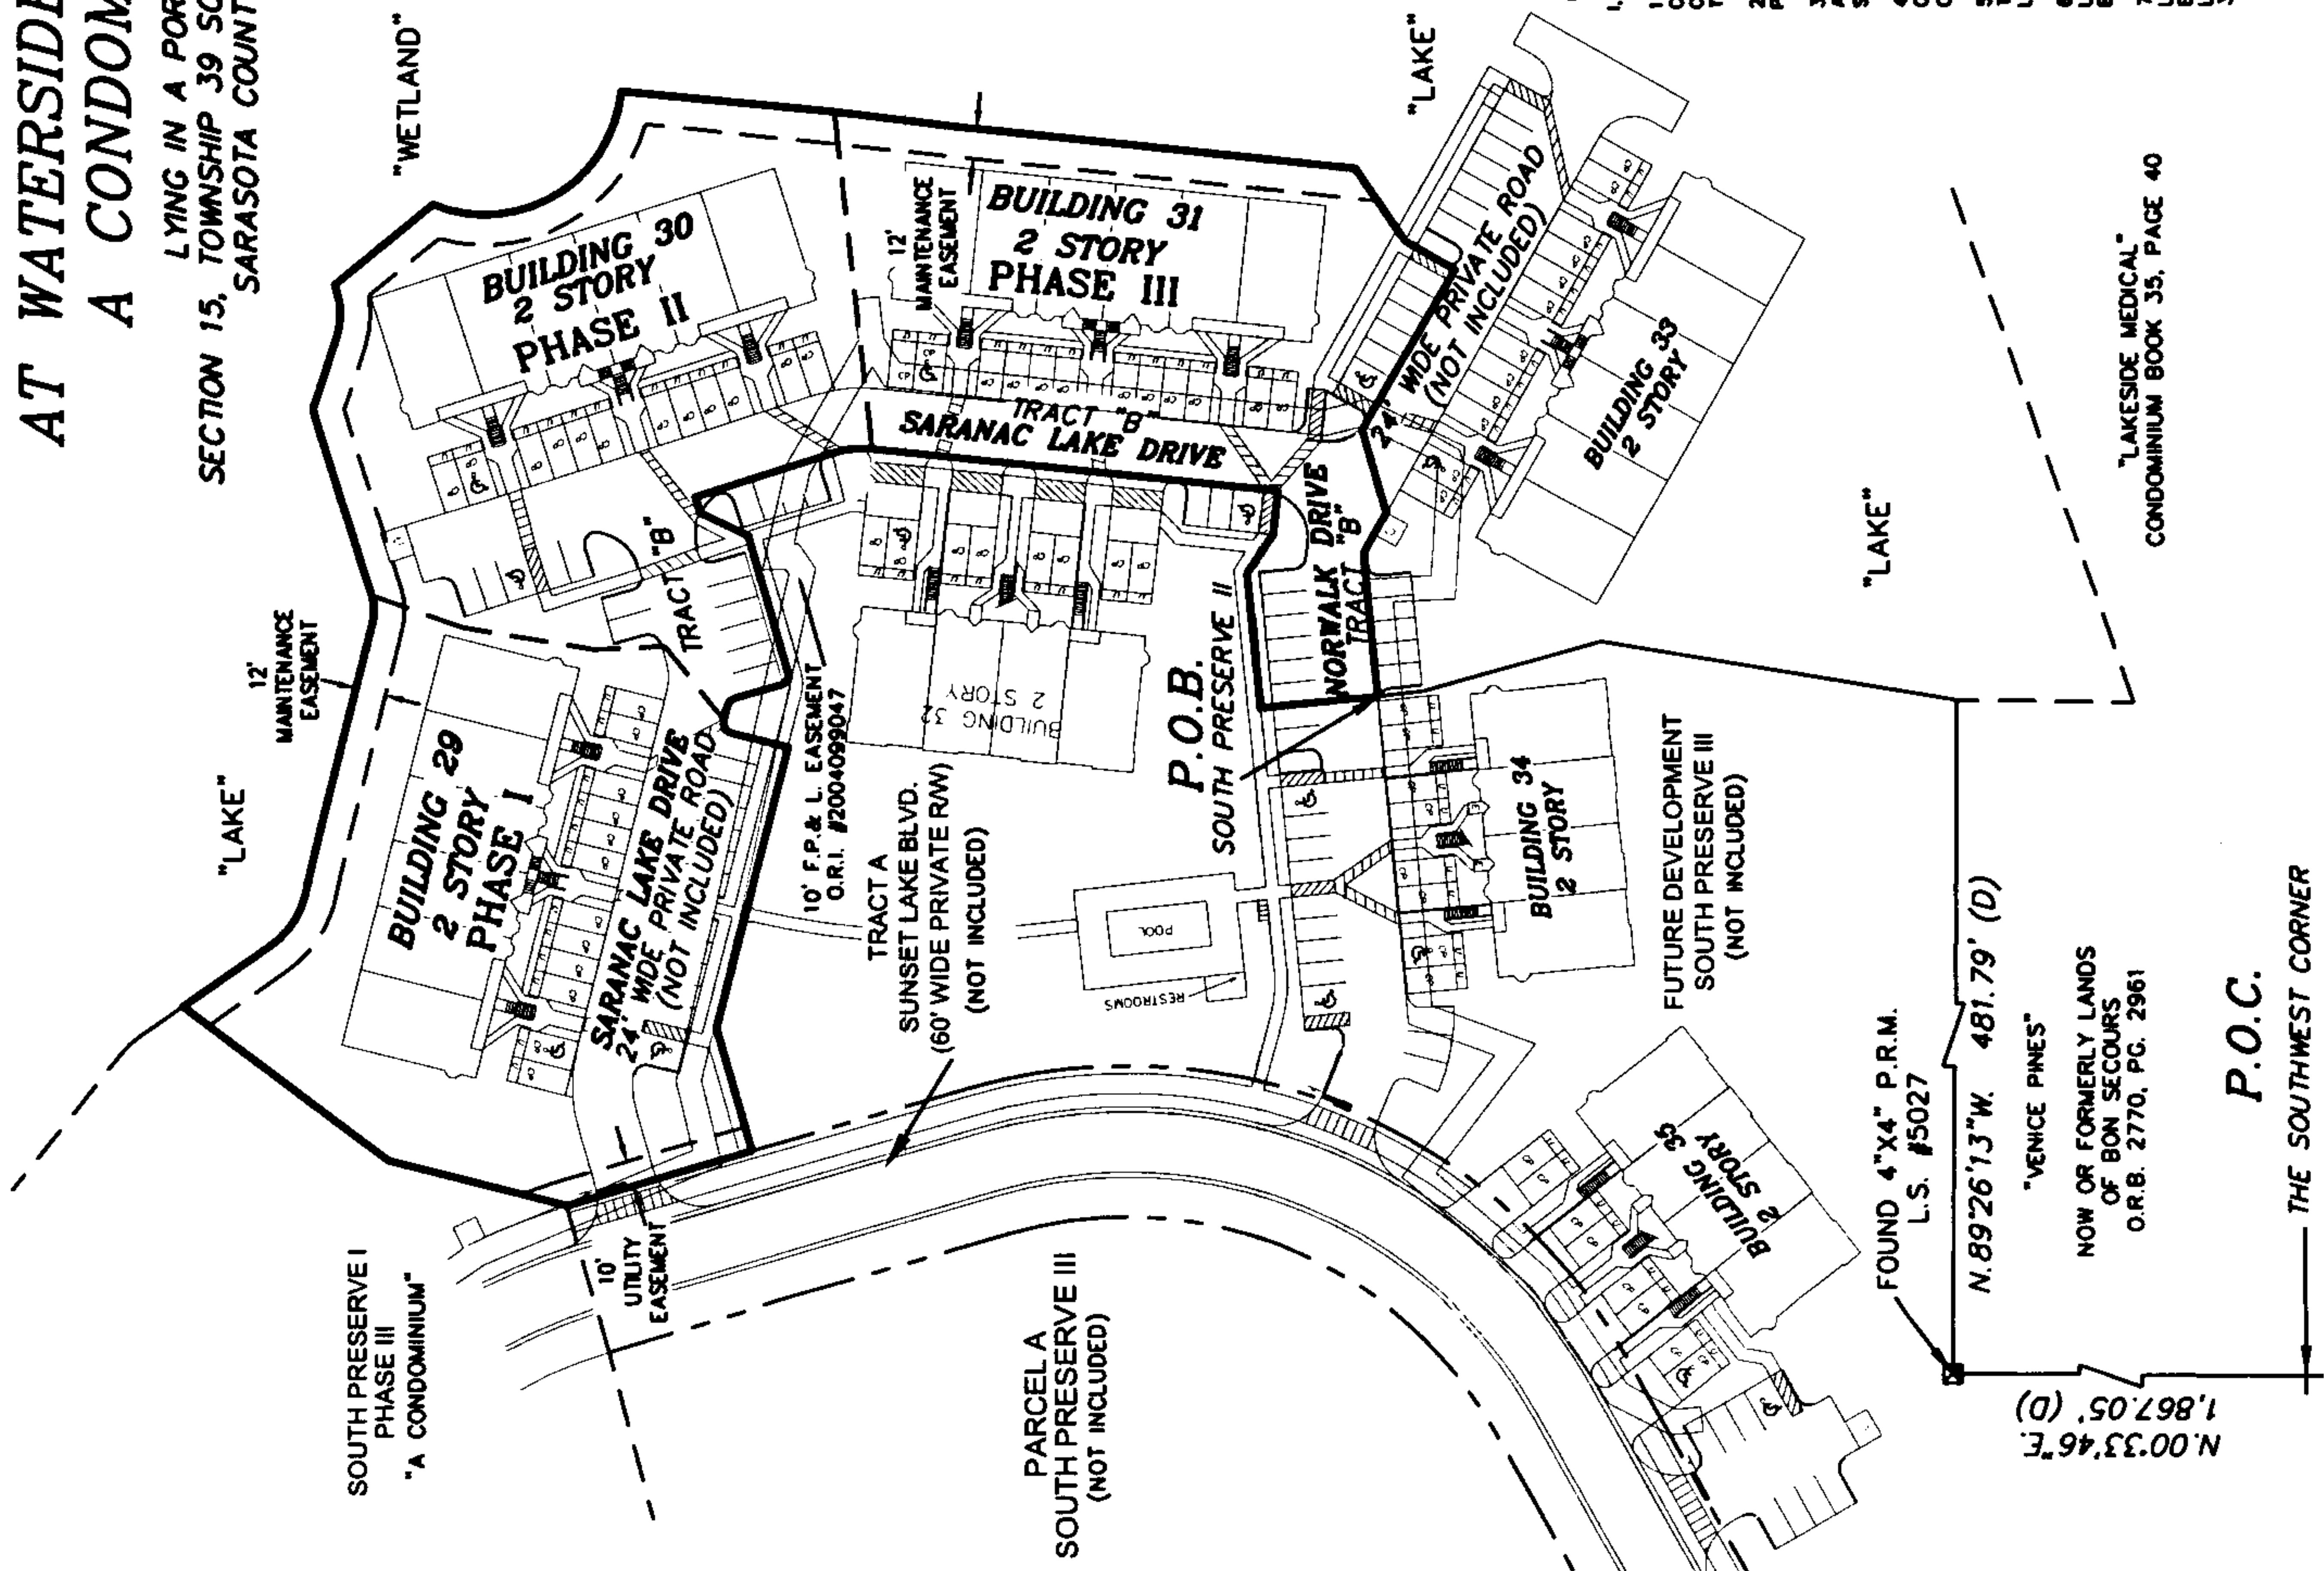 AT WATERSIDE
A CONDOM
LYING IN A POR
SECTION 15, TOWNSHIP 39 SO
SARASOTA COUNT
"WETLAND"
"LAKE"
12'
MAINTENANCE
EASEMENT
BUILDING 30
2 STORY
PHASE II
12'
MAINTENANCE
EASEMENT
BUILDING 31
2 STORY
PHASE III
"LAKE"
BUILDING 29
2 STORY
PHASE I
SARANAC LAKE DRIVE
24' WIDE PRIVATE ROAD
(NOT INCLUDED)
TRACT "B"
TRACT "B"
SARANAC LAKE DRIVE
24' WIDE PRIVATE ROAD
(NOT INCLUDED)
BUILDING 33
2 STORY
10' F.P.& L. EASEMENT
O.R.I. #2004099047
BUILDING 32
2 STORY
NORWALK DRIVE
TRACT "B"
P.O.B.
SOUTH PRESERVE II
TRACT A
SUNSET LAKE BLVD.
(60' WIDE PRIVATE R/W)
(NOT INCLUDED)
POOL
RESTROOMS
BUILDING 34
2 STORY
FUTURE DEVELOPMENT
SOUTH PRESERVE III
(NOT INCLUDED)
"LAKE"
"LAKESIDE MEDICAL"
CONDOMINIUM BOOK 35, PAGE 40
SOUTH PRESERVE I
PHASE III
"A CONDOMINIUM"
10'
UTILITY
EASEMENT
PARCEL A
SOUTH PRESERVE III
(NOT INCLUDED)
BUILDING 35
2 STORY
FOUND 4"X4" P.R.M.
L.S. #5027
N.89°26'13"W. 481.79' (D)
"VENICE PINES"
NOW OR FORMERLY LANDS
OF BON SECOURS
O.R.B. 2770, PG. 2961
N.00°33'46"E.
1,867.05' (D)
P.O.C.
THE SOUTHWEST CORNER